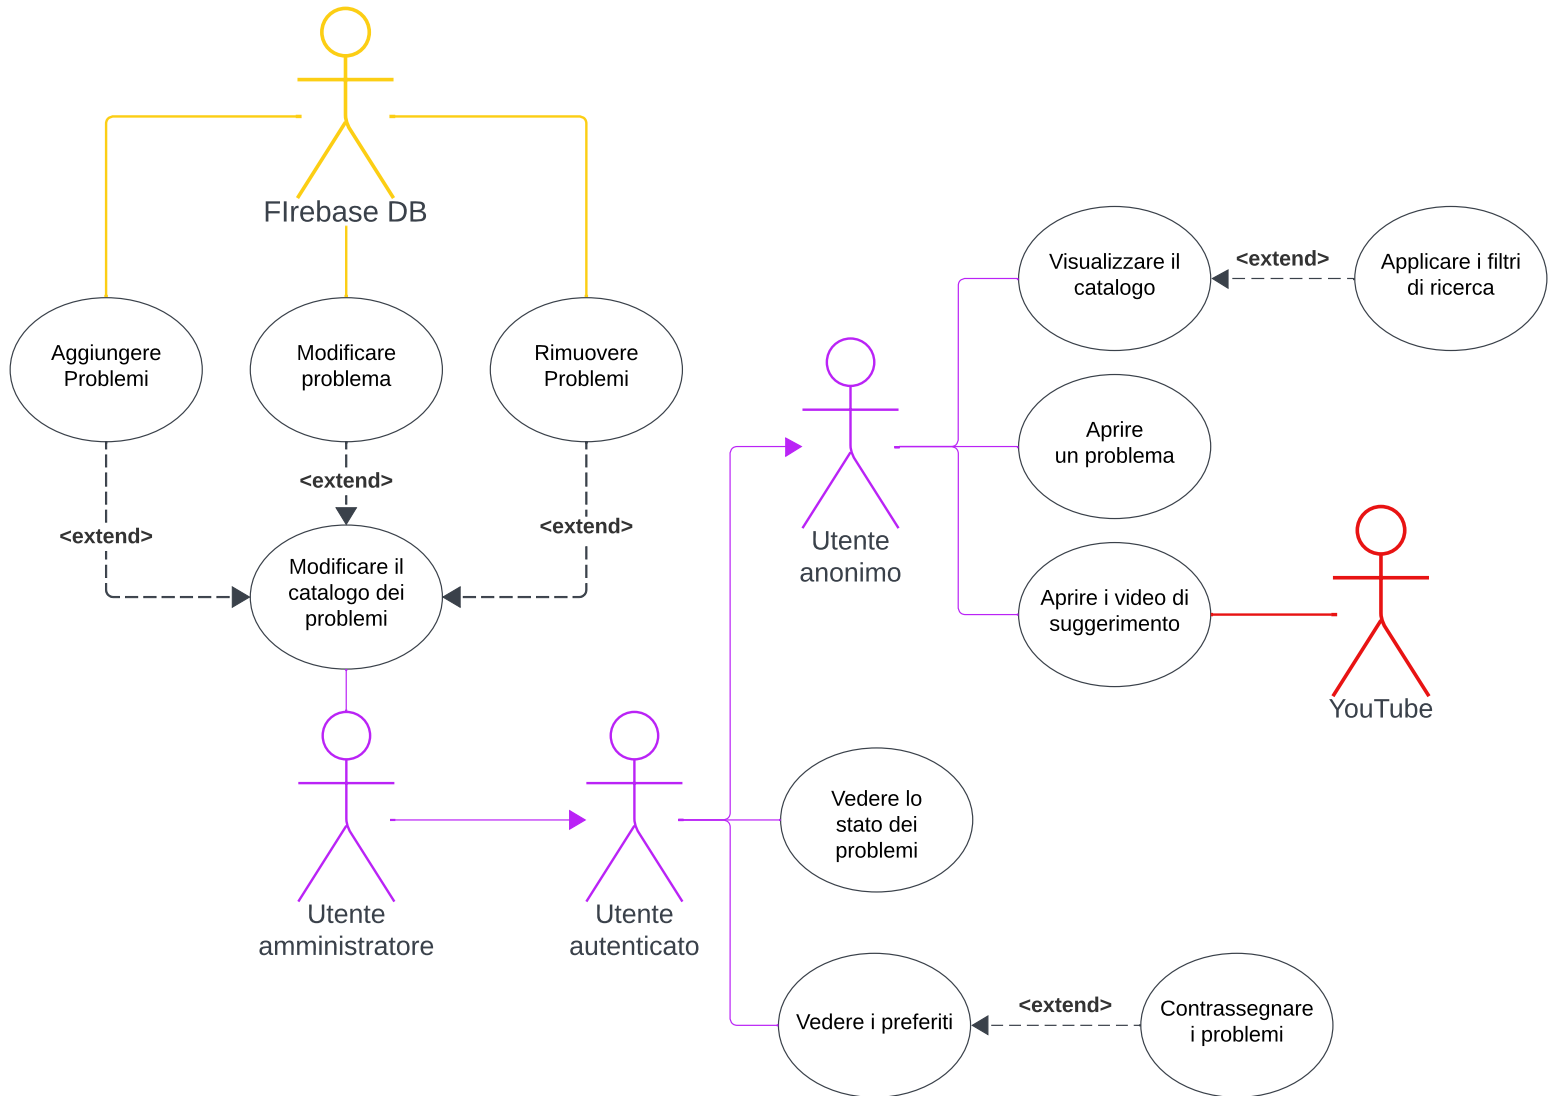 FIrebase DB
Aggiungere
Problemi
Modificare
problema
Rimuovere
Problemi
<extend>
<extend>
<extend>
Modificare il
catalogo dei
problemi
Utente
amministratore
Utente
autenticato
Utente
anonimo
Visualizzare il
catalogo
<extend>
Applicare i filtri
di ricerca
Aprire
un problema
Aprire i video di
suggerimento
YouTube
Vedere lo
stato dei
problemi
Vedere i preferiti
<extend>
Contrassegnare
i problemi